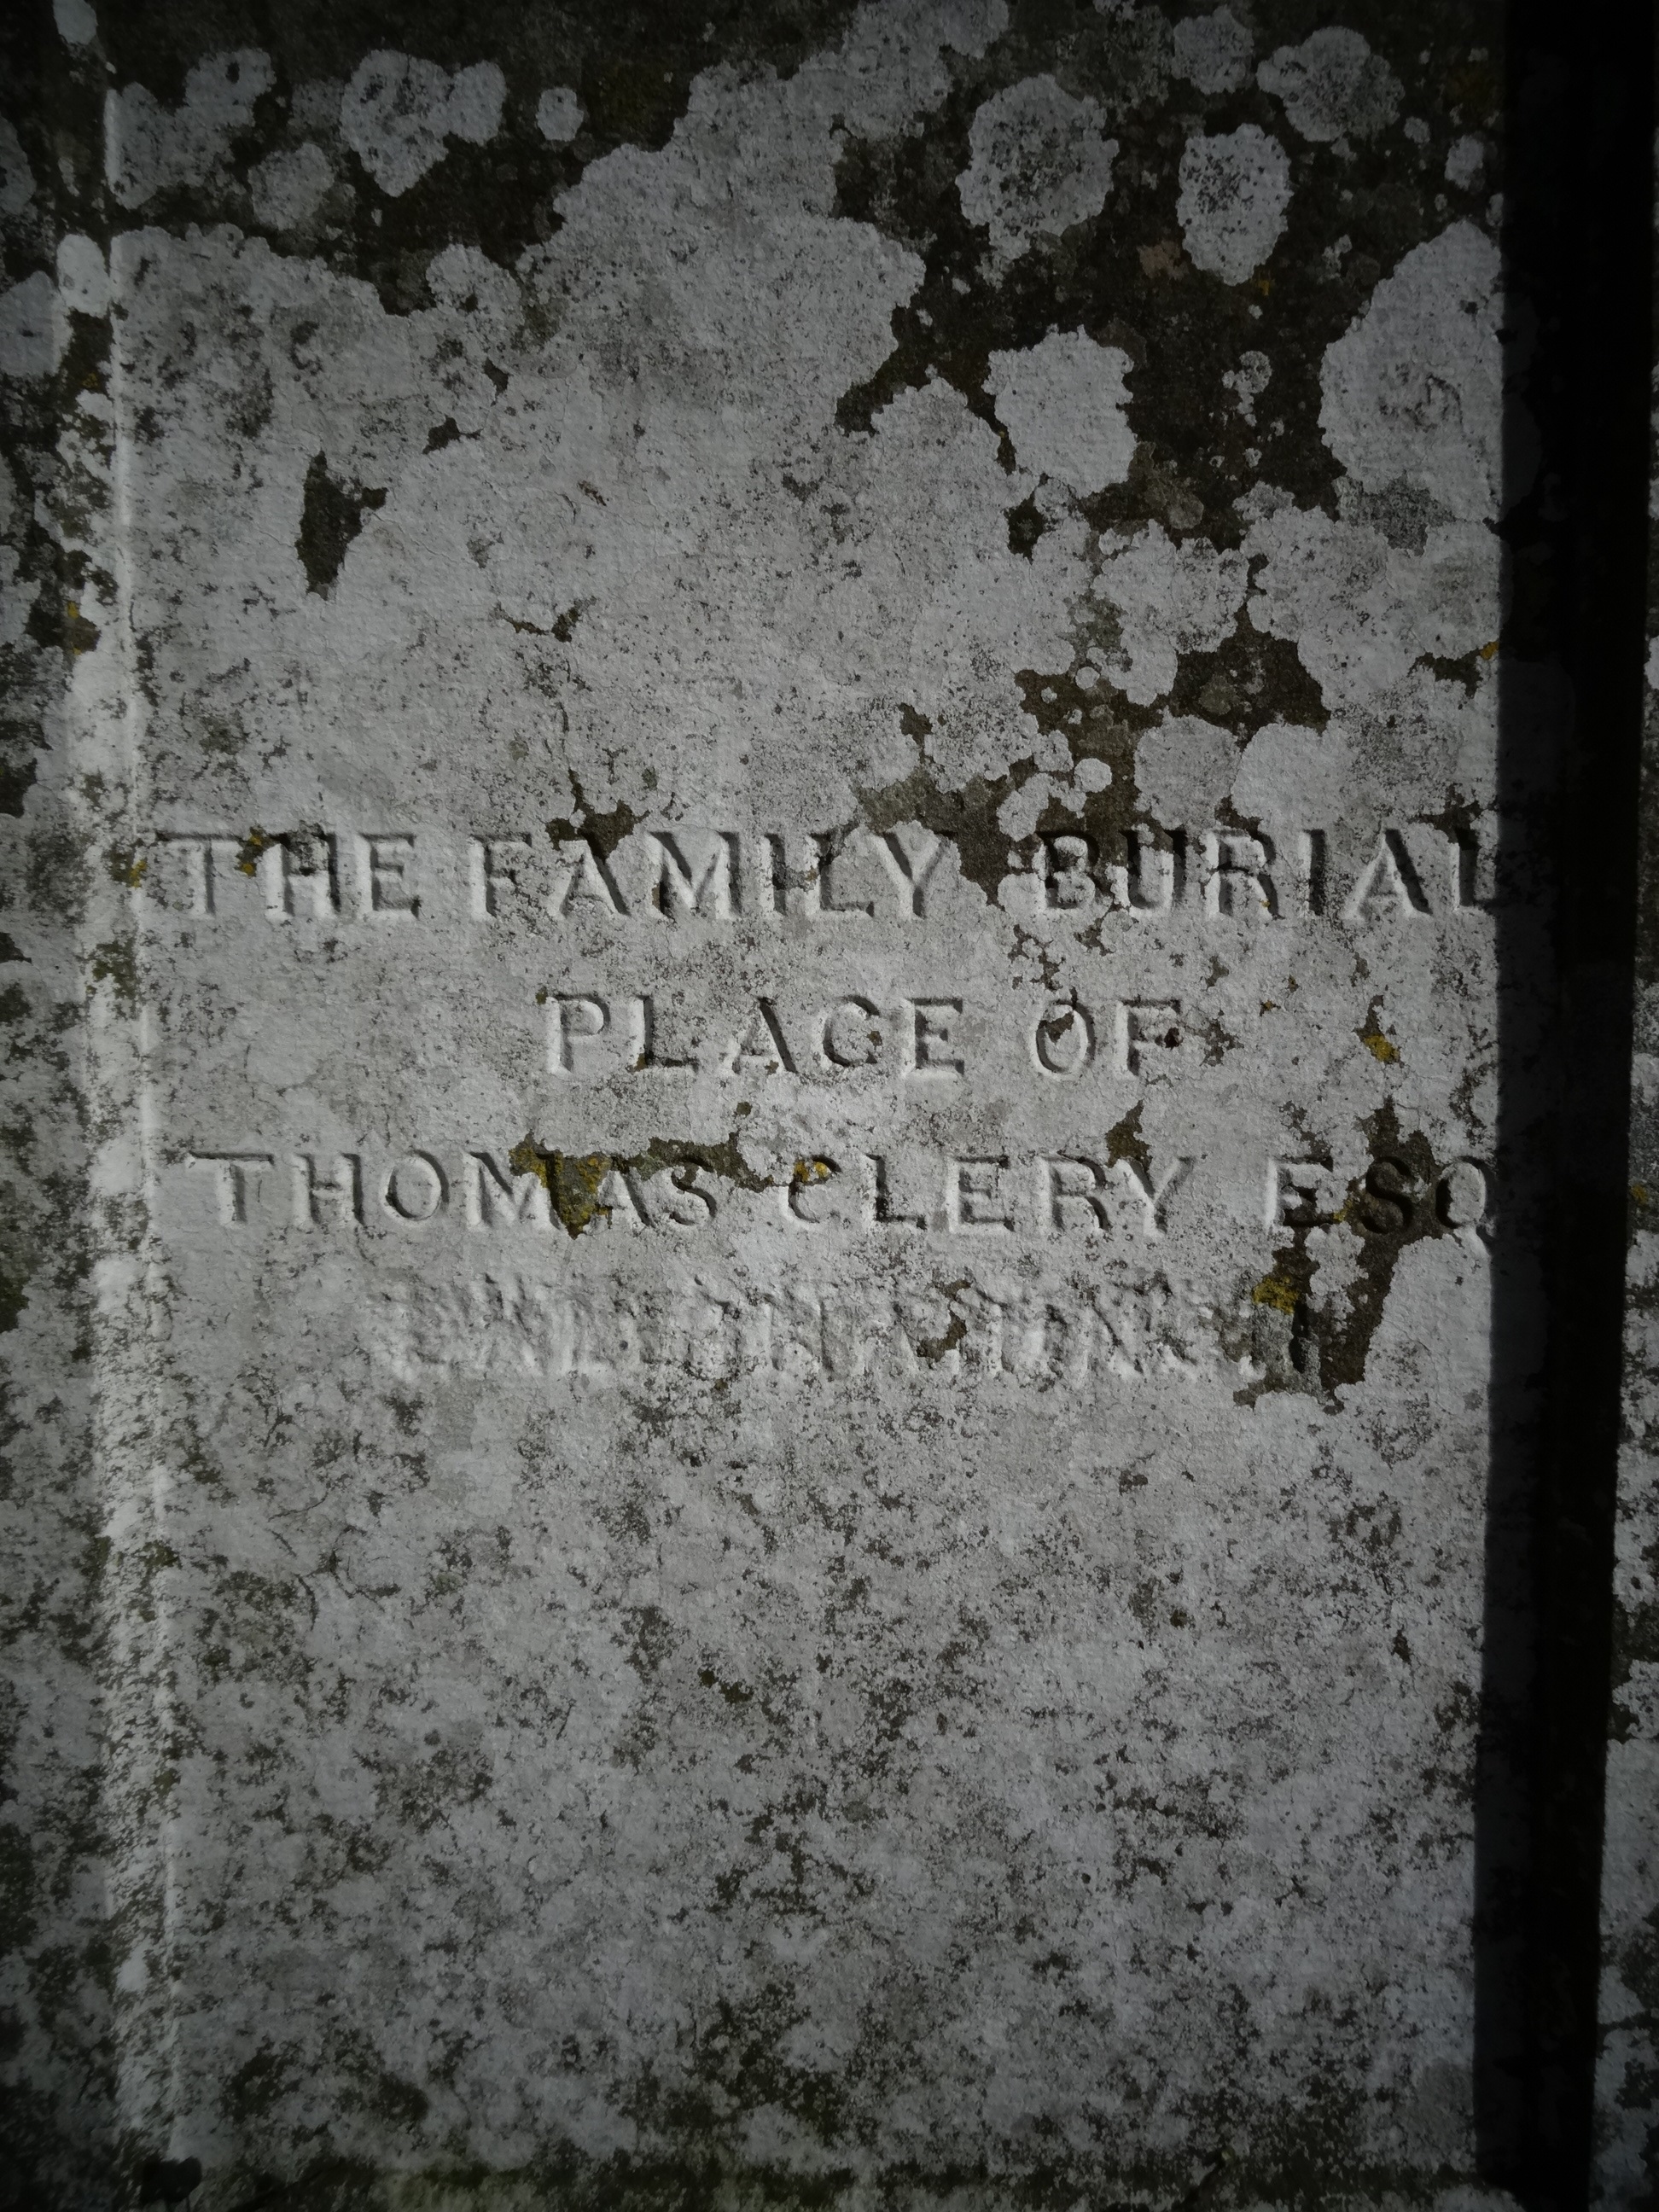 THE FAMILY BURIAL
PLACE OF
THOMAS CLERY ESQ